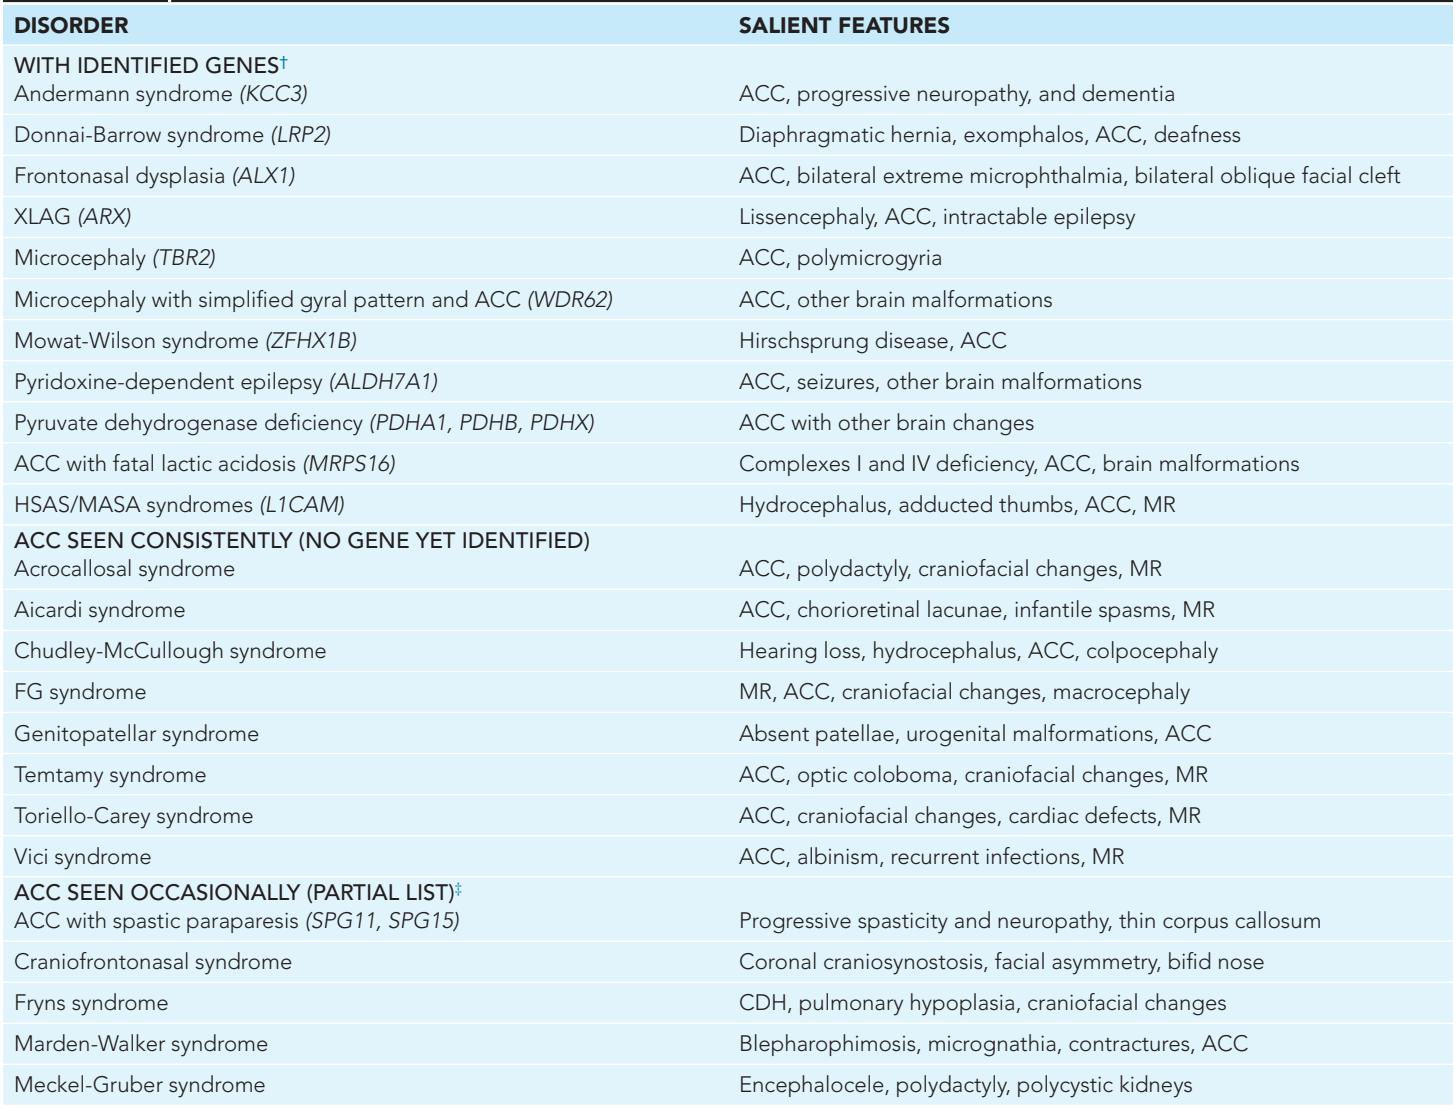 DISORDER SALIENT FEATURES
WITH IDENTIFIED GENES†
Andermann syndrome (KCC3) ACC, progressive neuropathy, and dementia
Donnai-Barrow syndrome (LRP2) Diaphragmatic hernia, exomphalos, ACC, deafness
Frontonasal dysplasia (ALX1) ACC, bilateral extreme microphthalmia, bilateral oblique facial cleft
XLAG (ARX) Lissencephaly, ACC, intractable epilepsy
Microcephaly (TBR2) ACC, polymicrogyria
Microcephaly with simplified gyral pattern and ACC (WDR62) ACC, other brain malformations
Mowat-Wilson syndrome (ZFHX1B) Hirschsprung disease, ACC
Pyridoxine-dependent epilepsy (ALDH7A1) ACC, seizures, other brain malformations
Pyruvate dehydrogenase deficiency (PDHA1, PDHB, PDHX) ACC with other brain changes
ACC with fatal lactic acidosis (MRPS16) Complexes I and IV deficiency, ACC, brain malformations
HSAS/MASA syndromes (L1CAM) Hydrocephalus, adducted thumbs, ACC, MR
ACC SEEN CONSISTENTLY (NO GENE YET IDENTIFIED)
Acrocallosal syndrome ACC, polydactyly, craniofacial changes, MR
Aicardi syndrome ACC, chorioretinal lacunae, infantile spasms, MR
Chudley-McCullough syndrome Hearing loss, hydrocephalus, ACC, colpocephaly
FG syndrome MR, ACC, craniofacial changes, macrocephaly
Genitopatellar syndrome Absent patellae, urogenital malformations, ACC
Temtamy syndrome ACC, optic coloboma, craniofacial changes, MR
Toriello-Carey syndrome ACC, craniofacial changes, cardiac defects, MR
Vici syndrome ACC, albinism, recurrent infections, MR
ACC SEEN OCCASIONALLY (PARTIAL LIST)‡
ACC with spastic paraparesis (SPG11, SPG15) Progressive spasticity and neuropathy, thin corpus callosum
Craniofrontonasal syndrome Coronal craniosynostosis, facial asymmetry, bifid nose
Fryns syndrome CDH, pulmonary hypoplasia, craniofacial changes
Marden-Walker syndrome Blepharophimosis, micrognathia, contractures, ACC
Meckel-Gruber syndrome Encephalocele, polydactyly, polycystic kidneys